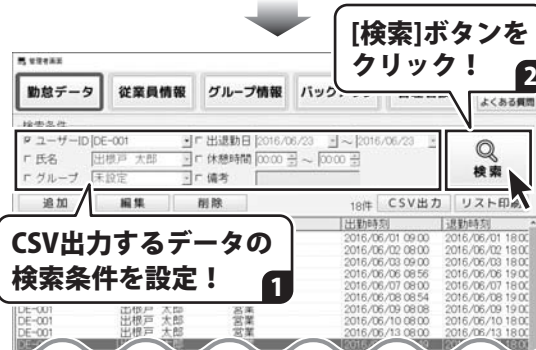 [検索]ボタンを
クリック！
2
管理者画面
勤怠データ 従業員情報 グループ情報
よくある質問
検索条件
ユーザーID DE-001 出退勤日 2016/06/23 ～ 2016/06/23
氏名 出根戸 太郎 休憩時間 00:00 ～ 00:00
グループ 未設定 備考
検索
追加 編集 削除 18件 CSV出力 リスト印刷
CSV出力するデータの
検索条件を設定！
1
出勤時刻 退勤時刻
2016/06/01 09:00 2016/06/01 18:00
2016/06/02 08:00 2016/06/02 18:00
2016/06/03 09:00 2016/06/03 18:00
2016/06/06 08:56 2016/06/06 19:00
2016/06/07 08:00 2016/06/07 18:00
2016/06/08 08:54 2016/06/08 19:00
DE-001 出根戸 太郎 営業 2016/06/09 09:08 2016/06/09 19:00
DE-001 出根戸 太郎 営業 2016/06/10 08:00 2016/06/10 18:00
DE-001 出根戸 太郎 営業 2016/06/13 08:00 2016/06/13 18:00